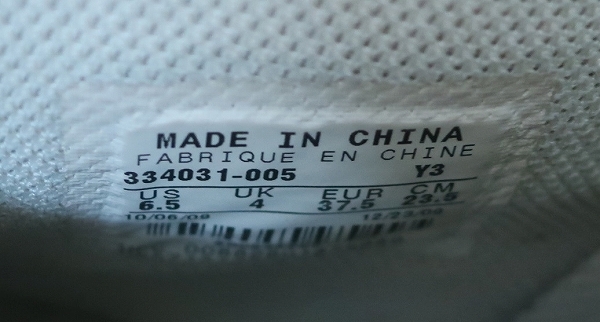 MADE IN CHINA
FABRIQUE EN CHINE
334031-005 Y3
US UK EUR CM
6.5 4 37.5 23.5
10/06/09 12/23/09